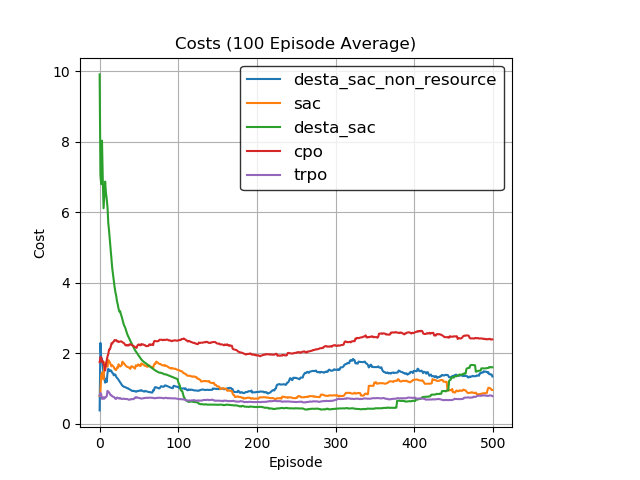 Costs (100 Episode Average)
desta_sac_non_resource
sac
desta_sac
cpo
trpo
10
8
6
4
2
0
Cost
0 100 200 300 400 500
Episode